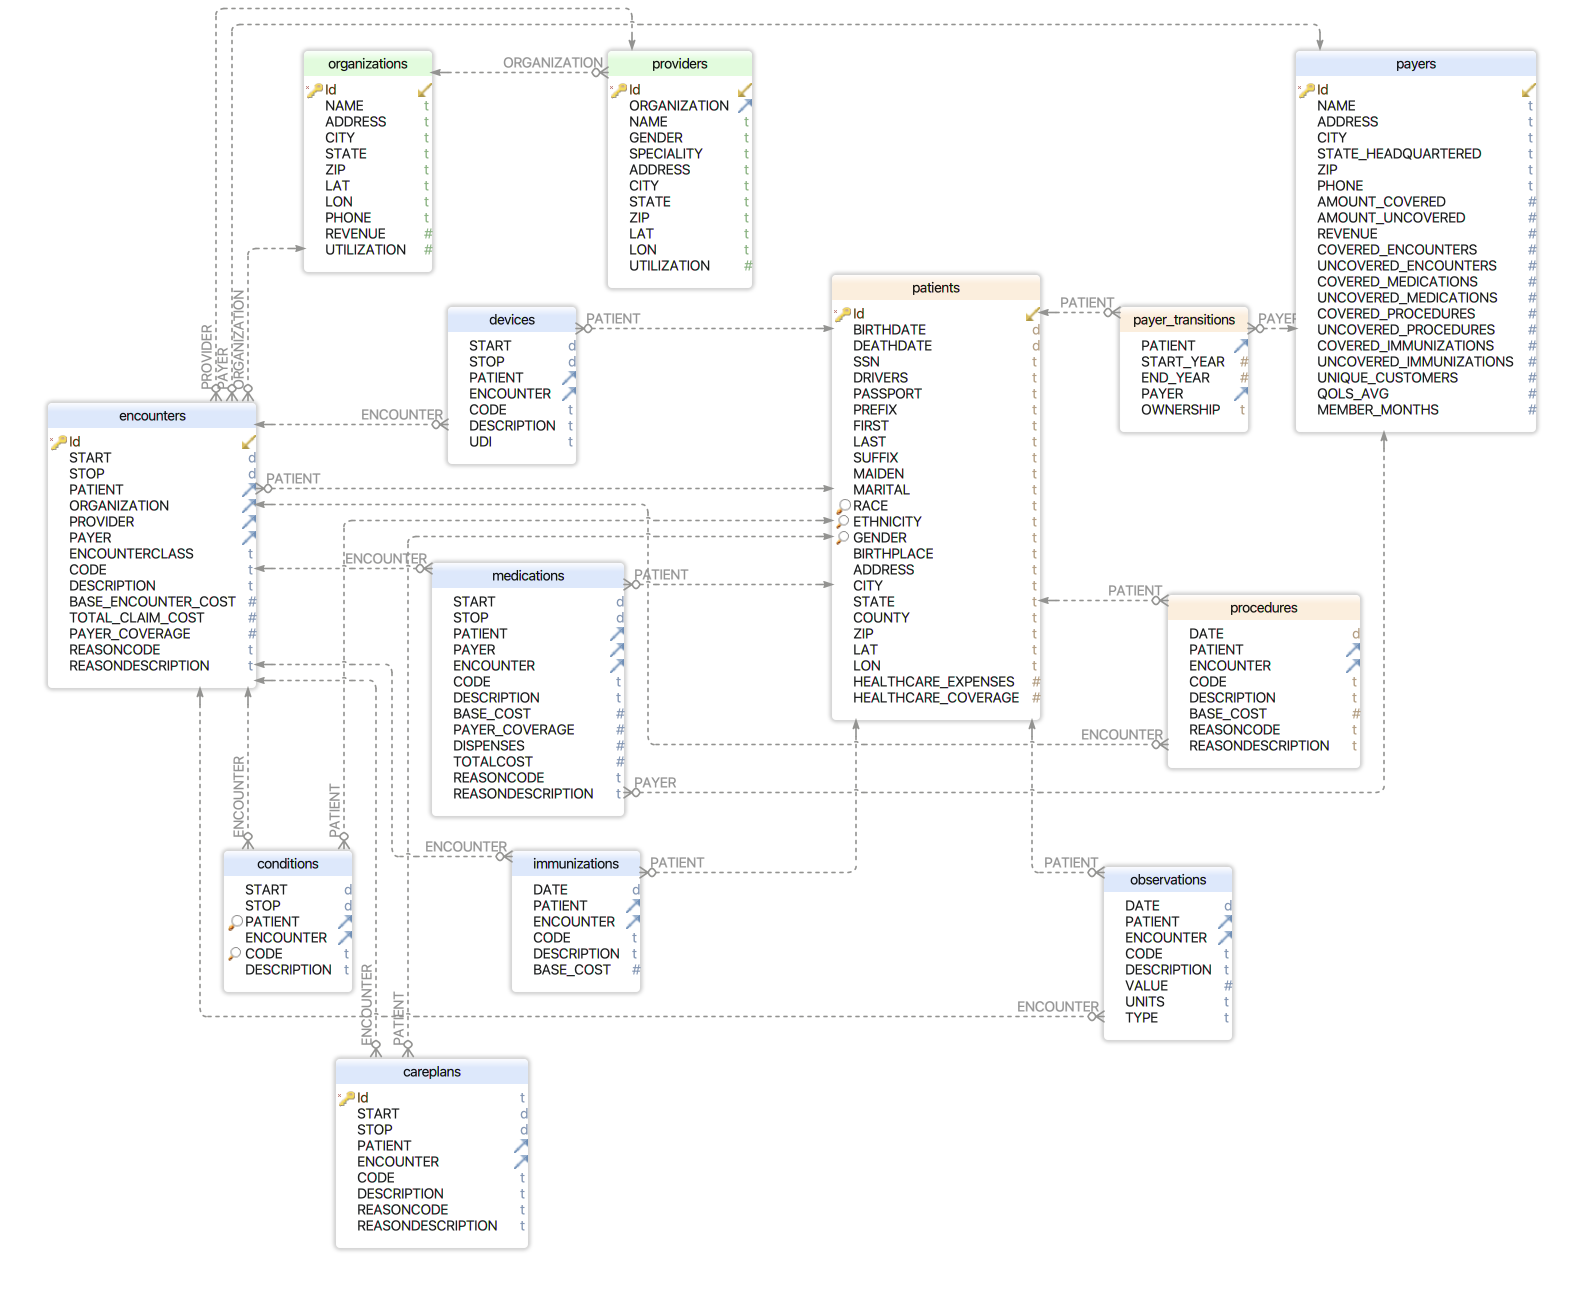 organizations
Id
NAME t
ADDRESS t
CITY t
STATE t
ZIP t
LAT t
LON t
PHONE t
REVENUE #
UTILIZATION #
ORGANIZATION
providers
Id
ORGANIZATION
NAME t
GENDER t
SPECIALITY t
ADDRESS t
CITY t
STATE t
ZIP t
LAT t
LON t
UTILIZATION #
payers
Id
NAME t
ADDRESS t
CITY t
STATE_HEADQUARTERED t
ZIP t
PHONE t
AMOUNT_COVERED #
AMOUNT_UNCOVERED #
REVENUE #
COVERED_ENCOUNTERS #
UNCOVERED_ENCOUNTERS #
COVERED_MEDICATIONS #
UNCOVERED_MEDICATIONS #
COVERED_PROCEDURES #
UNCOVERED_PROCEDURES #
COVERED_IMMUNIZATIONS #
UNCOVERED_IMMUNIZATIONS #
UNIQUE_CUSTOMERS #
QOLS_AVG #
MEMBER_MONTHS #
PROVIDER
PAYER
ORGANIZATION
devices
START d
STOP d
PATIENT
ENCOUNTER
CODE t
DESCRIPTION t
UDI t
PATIENT
ENCOUNTER
patients
Id
BIRTHDATE d
DEATHDATE d
SSN t
DRIVERS t
PASSPORT t
PREFIX t
FIRST t
LAST t
SUFFIX t
MAIDEN t
MARITAL t
RACE t
ETHNICITY t
GENDER t
BIRTHPLACE t
ADDRESS t
CITY t
STATE t
COUNTY t
ZIP t
LAT t
LON t
HEALTHCARE_EXPENSES #
HEALTHCARE_COVERAGE #
PATIENT
payer_transitions
PATIENT
START_YEAR #
END_YEAR #
PAYER
OWNERSHIP t
PAYER
encounters
Id
START d
STOP d
PATIENT
ORGANIZATION
PROVIDER
PAYER
ENCOUNTERCLASS t
CODE t
DESCRIPTION t
BASE_ENCOUNTER_COST #
TOTAL_CLAIM_COST #
PAYER_COVERAGE #
REASONCODE t
REASONDESCRIPTION t
PATIENT
ENCOUNTER
medications
START d
STOP d
PATIENT
PAYER
ENCOUNTER
CODE t
DESCRIPTION t
BASE_COST #
PAYER_COVERAGE #
DISPENSES #
TOTALCOST #
REASONCODE t
REASONDESCRIPTION t
PATIENT
PAYER
PATIENT
procedures
DATE d
PATIENT
ENCOUNTER
CODE t
DESCRIPTION t
BASE_COST #
REASONCODE t
REASONDESCRIPTION t
ENCOUNTER
ENCOUNTER
PATIENT
conditions
START d
STOP d
PATIENT
ENCOUNTER
CODE t
DESCRIPTION t
ENCOUNTER
immunizations
DATE d
PATIENT
ENCOUNTER
CODE t
DESCRIPTION t
BASE_COST #
PATIENT
PATIENT
observations
DATE d
PATIENT
ENCOUNTER
CODE t
DESCRIPTION t
VALUE #
UNITS t
TYPE t
ENCOUNTER
ENCOUNTER
PATIENT
careplans
Id t
START d
STOP d
PATIENT
ENCOUNTER
CODE t
DESCRIPTION t
REASONCODE t
REASONDESCRIPTION t